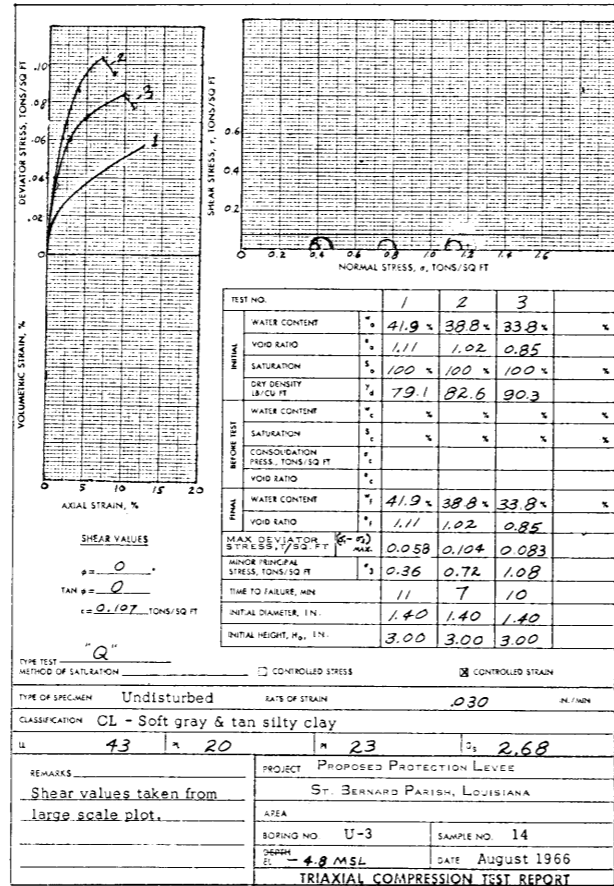 DEVIATOR STRESS, TONS/SQ FT
.10
.08
.06
.04
.02
0
2
3
1
SHEAR STRESS, τ, TONS/SQ FT
0.6
0.4
0.2
0 0.2 0.4 0.6 0.8 1.0 1.2 1.4 1.6
NORMAL STRESS, σ, TONS/SQ FT
VOLUMETRIC STRAIN, %
0 5 10 15 20
AXIAL STRAIN, %
SHEAR VALUES
φ = 0 °
TAN φ = 0
c = 0.107 TONS/SQ FT
TEST NO. 1 2 3
INITIAL
WATER CONTENT wo 41.9 % 38.8 % 33.8 % %
VOID RATIO eo 1.11 1.02 0.85
SATURATION So 100 % 100 % 100 % %
DRY DENSITY LB/CU FT γd 79.1 82.6 90.3
BEFORE TEST
WATER CONTENT wc % % % %
SATURATION Sc % % % %
CONSOLIDATION PRESS., TONS/SQ FT σc
VOID RATIO ec
FINAL
WATER CONTENT wf 41.9 % 38.8 % 33.8 % %
VOID RATIO ef 1.11 1.02 0.85
MAX DEVIATOR STRESS, T/SQ. FT (σ1-σ3) MAX. 0.058 0.104 0.083
MINOR PRINCIPAL STRESS, TONS/SQ FT σ3 0.36 0.72 1.08
TIME TO FAILURE, MIN 11 7 10
INITIAL DIAMETER, IN. 1.40 1.40 1.40
INITIAL HEIGHT, Ho, IN. 3.00 3.00 3.00
TYPE TEST "Q"
METHOD OF SATURATION
CONTROLLED STRESS
CONTROLLED STRAIN
TYPE OF SPECIMEN Undisturbed RATE OF STRAIN .030 IN./MIN
CLASSIFICATION CL - Soft gray & tan silty clay
LL 43 PL 20 PI 23 Gs 2.68
REMARKS
Shear values taken from
large scale plot.
PROJECT PROPOSED PROTECTION LEVEE
ST. BERNARD PARISH, LOUISIANA
AREA
BORING NO. U-3 SAMPLE NO. 14
DEPTH
EL - 4.8 MSL DATE August 1966
TRIAXIAL COMPRESSION TEST REPORT